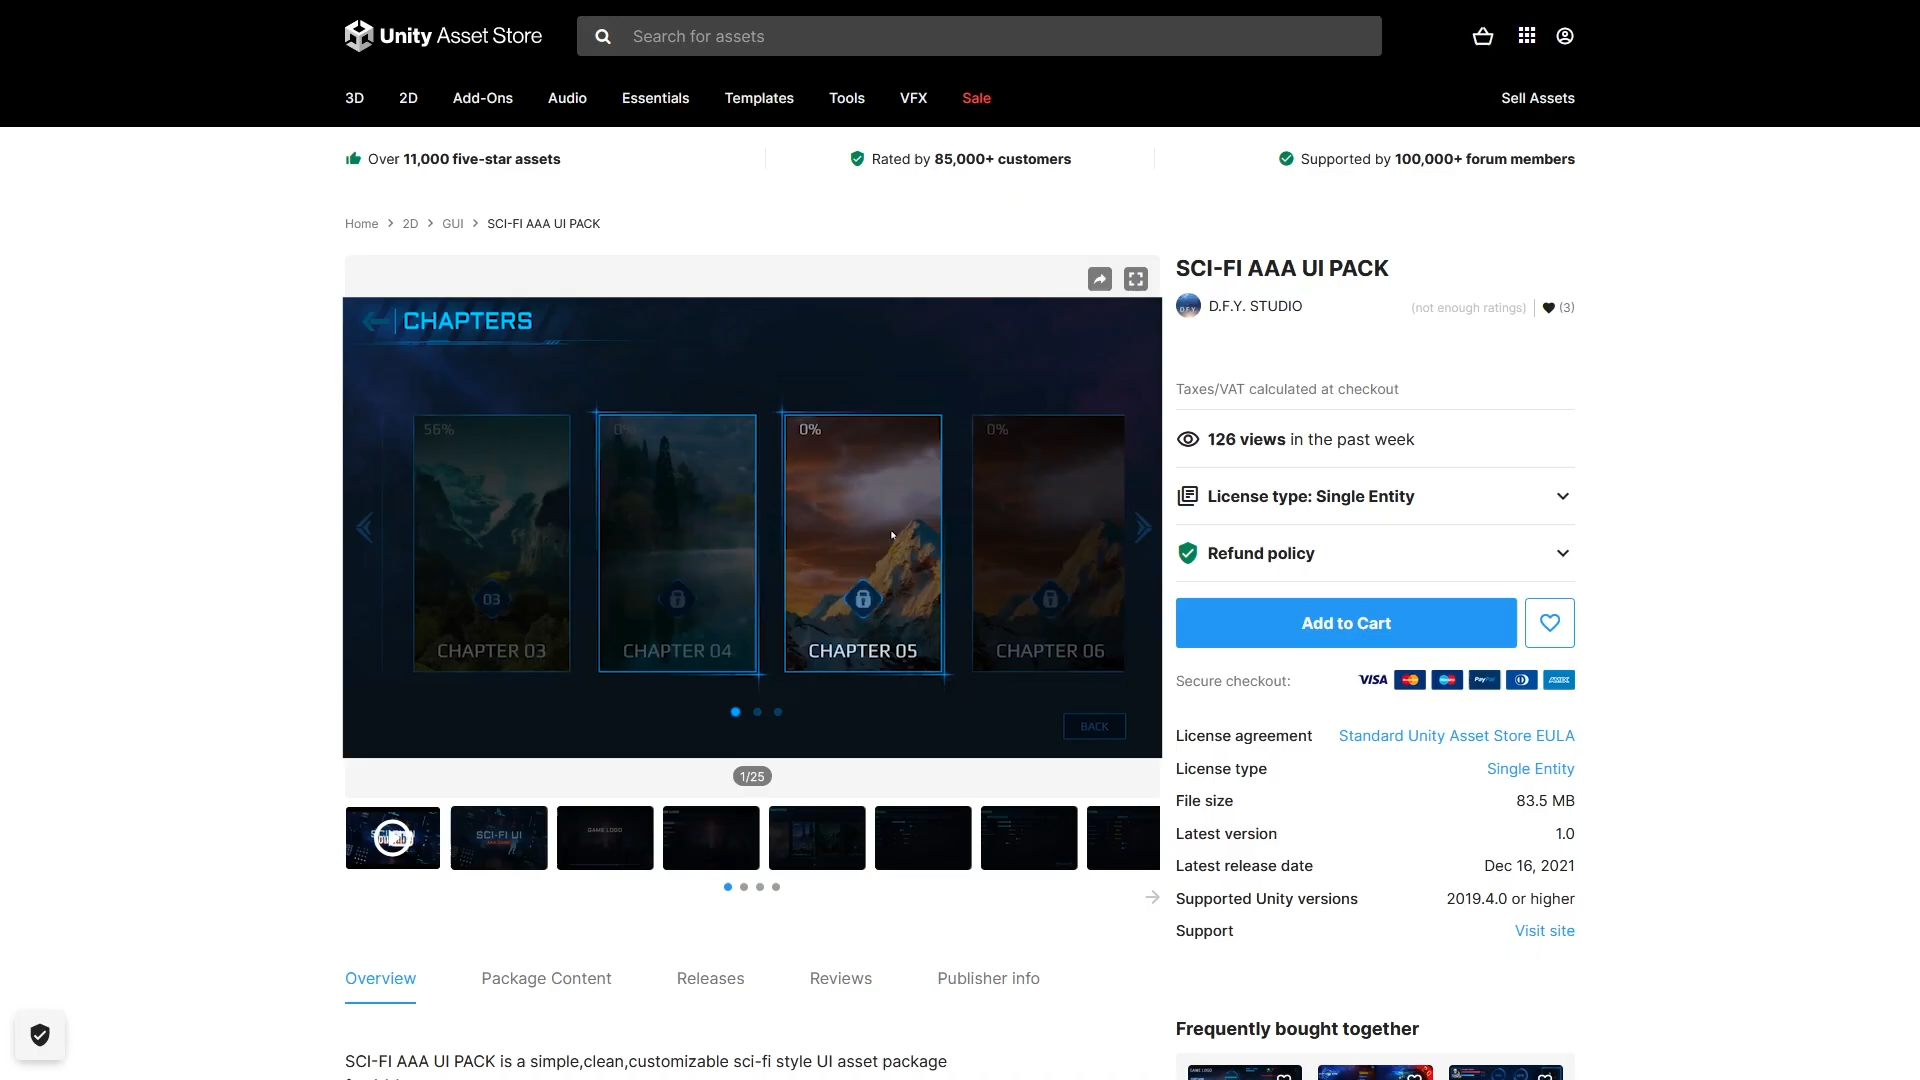 Unity Asset Store
Search for assets
3D 2D Add-Ons Audio Essentials Templates Tools VFX Sale Sell Assets
Over 11,000 five-star assets Rated by 85,000+ customers Supported by 100,000+ forum members
Home > 2D > GUI > SCI-FI AAA UI PACK
SCI-FI AAA UI PACK
D.F.Y. STUDIO (not enough ratings) (3)
CHAPTERS
56% 0% 0% 0%
03
CHAPTER 03 CHAPTER 04 CHAPTER 05 CHAPTER 06
BACK
1/25
SCI-FI UI
GAME LOGO
Taxes/VAT calculated at checkout
126 views in the past week
License type: Single Entity
Refund policy
Add to Cart
Secure checkout: VISA PayPal AMEX
License agreement Standard Unity Asset Store EULA
License type Single Entity
File size 83.5 MB
Latest version 1.0
Latest release date Dec 16, 2021
Supported Unity versions 2019.4.0 or higher
Support Visit site
Overview Package Content Releases Reviews Publisher info
SCI-FI AAA UI PACK is a simple,clean,customizable sci-fi style UI asset package
Frequently bought together
GAME LOGO